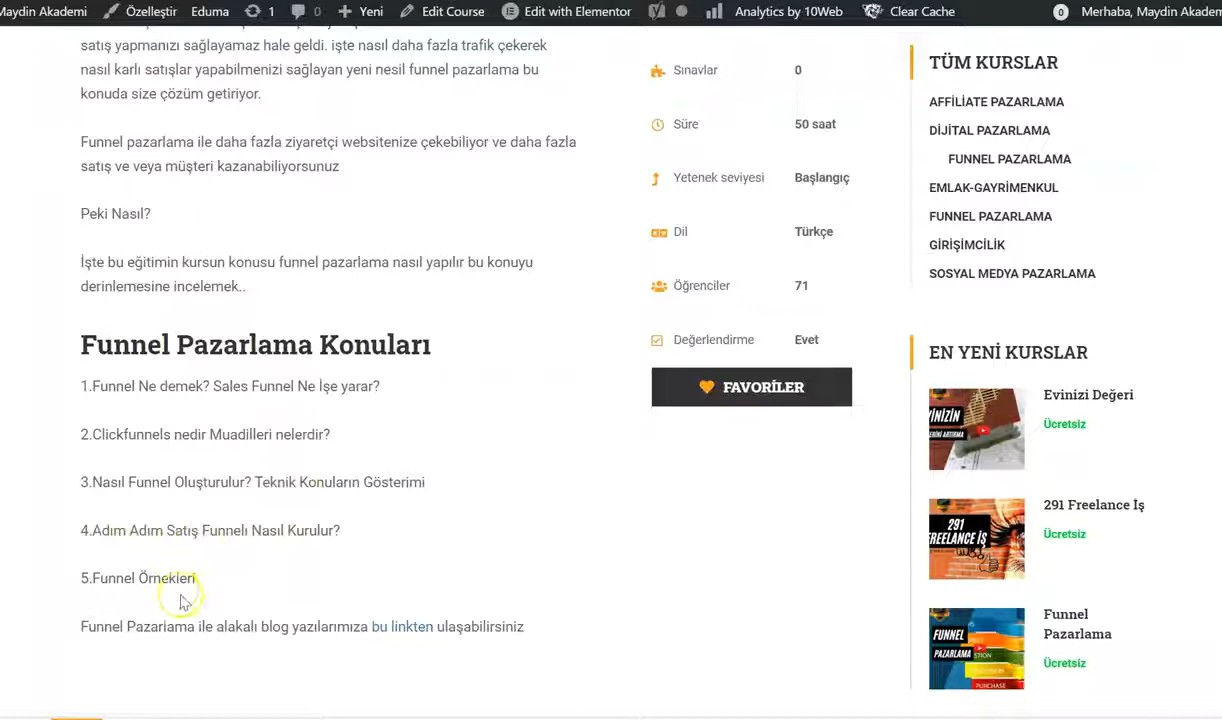 Maydin Akademi Özelleştir Eduma 1 0 Yeni Edit Course Edit with Elementor Analytics by 10Web Clear Cache 0 Merhaba, Maydin Akadem
satış yapmanızı sağlayamaz hale geldi. işte nasıl daha fazla trafik çekerek
nasıl karlı satışlar yapabilmenizi sağlayan yeni nesil funnel pazarlama bu
konuda size çözüm getiriyor.
Funnel pazarlama ile daha fazla ziyaretçi websitenize çekebiliyor ve daha fazla
satış ve veya müşteri kazanabiliyorsunuz
Peki Nasıl?
İşte bu eğitimin kursun konusu funnel pazarlama nasıl yapılır bu konuyu
derinlemesine incelemek..
Funnel Pazarlama Konuları
1.Funnel Ne demek? Sales Funnel Ne İşe yarar?
2.Clickfunnels nedir Muadilleri nelerdir?
3.Nasıl Funnel Oluşturulur? Teknik Konuların Gösterimi
4.Adım Adım Satış Funnelı Nasıl Kurulur?
5.Funnel Örnekleri
Funnel Pazarlama ile alakalı blog yazılarımıza bu linkten ulaşabilirsiniz
Sınavlar 0
Süre 50 saat
Yetenek seviyesi Başlangıç
Dil Türkçe
Öğrenciler 71
Değerlendirme Evet
FAVORİLER
TÜM KURSLAR
AFFİLİATE PAZARLAMA
DİJİTAL PAZARLAMA
FUNNEL PAZARLAMA
EMLAK-GAYRİMENKUL
FUNNEL PAZARLAMA
GİRİŞİMCİLİK
SOSYAL MEDYA PAZARLAMA
EN YENİ KURSLAR
Evinizi Değeri
Ücretsiz
291 Freelance İş
Ücretsiz
291
FREELANCE İŞ
Funnel
Pazarlama
Ücretsiz
FUNNEL
PAZARLAMA
PURCHASE